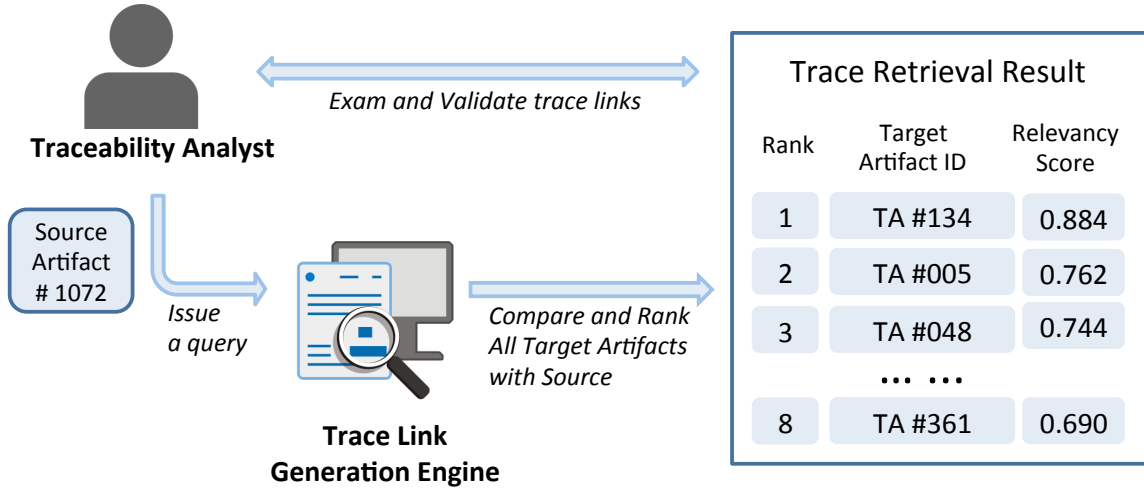 Exam and Validate trace links
Traceability Analyst
Source
Artifact
# 1072
Issue
a query
Compare and Rank
All Target Artifacts
with Source
Trace Link
Generation Engine
Trace Retrieval Result
Rank
Target
Artifact ID
Relevancy
Score
1 TA #134 0.884
2 TA #005 0.762
3 TA #048 0.744
... ...
8 TA #361 0.690